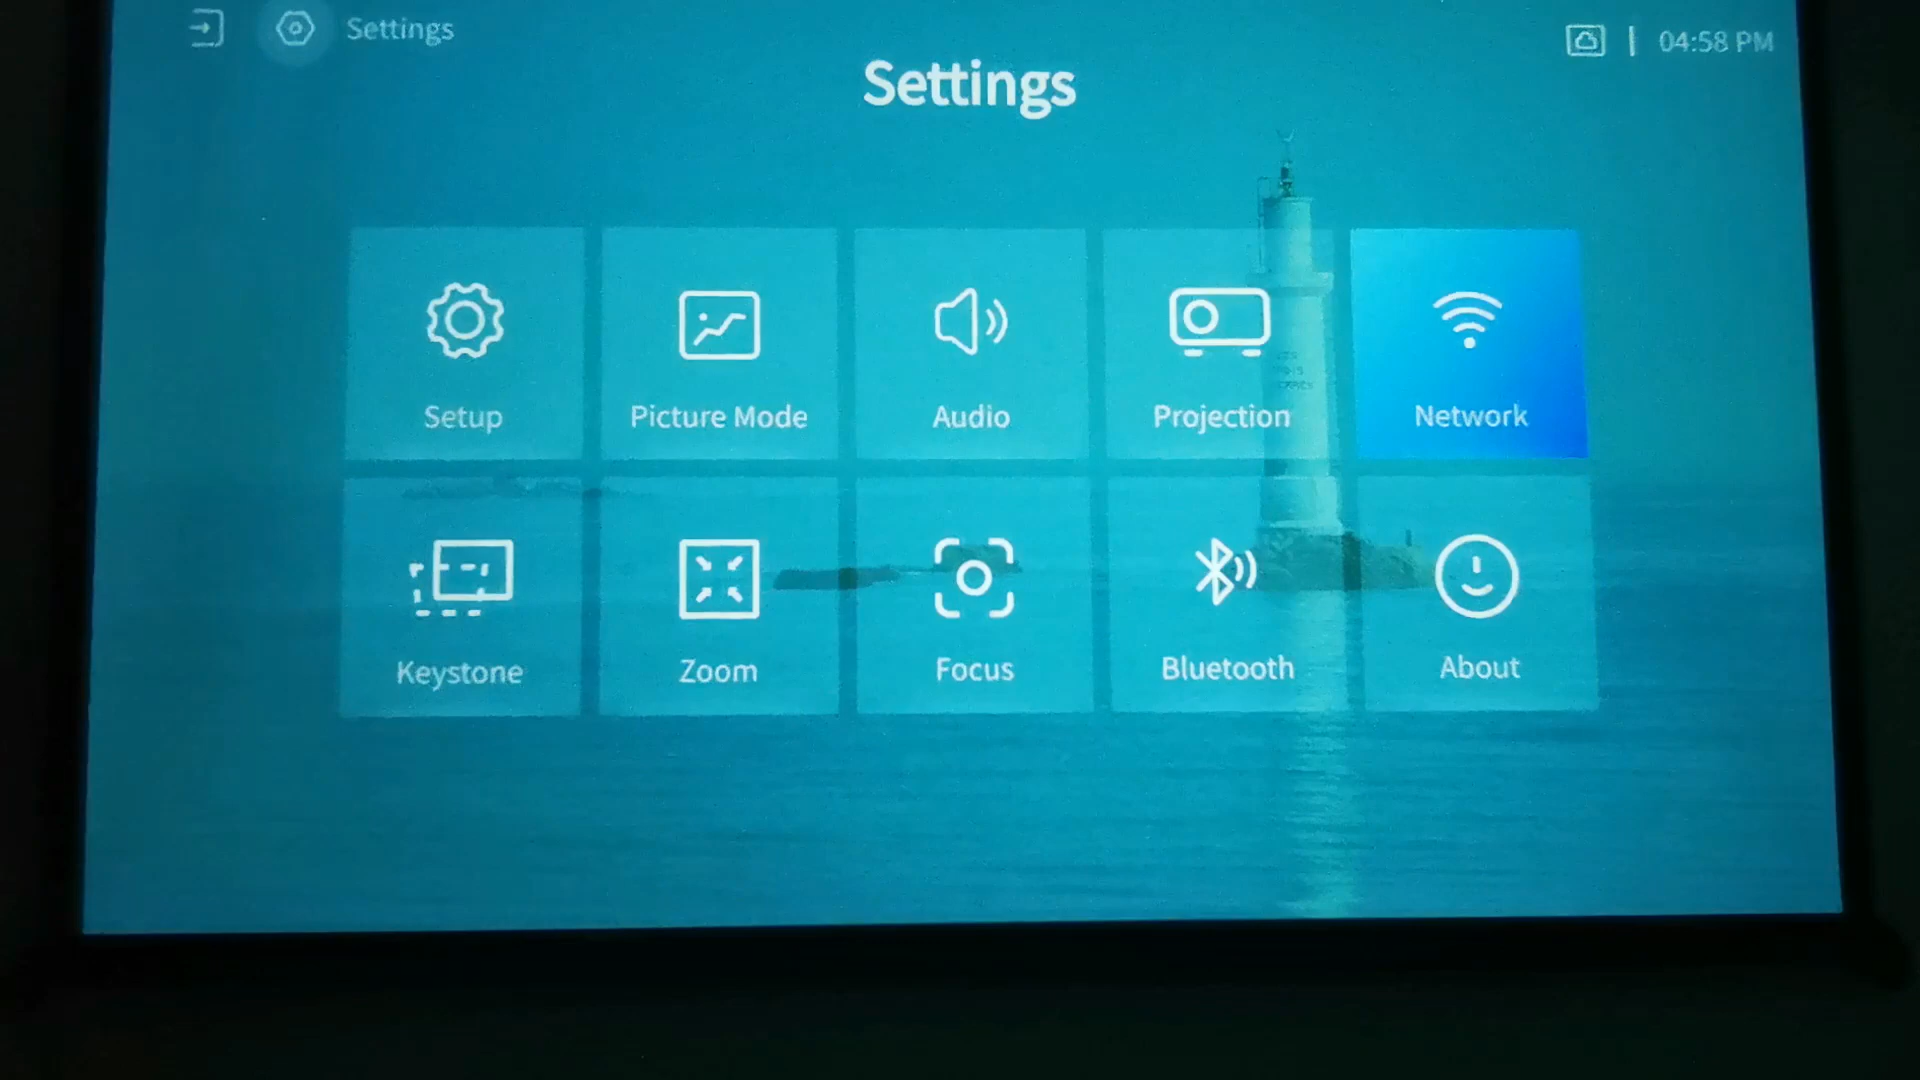 Settings
04:58 PM
Settings
Setup
Picture Mode
Audio
Projection
Network
Keystone
Zoom
Focus
Bluetooth
About